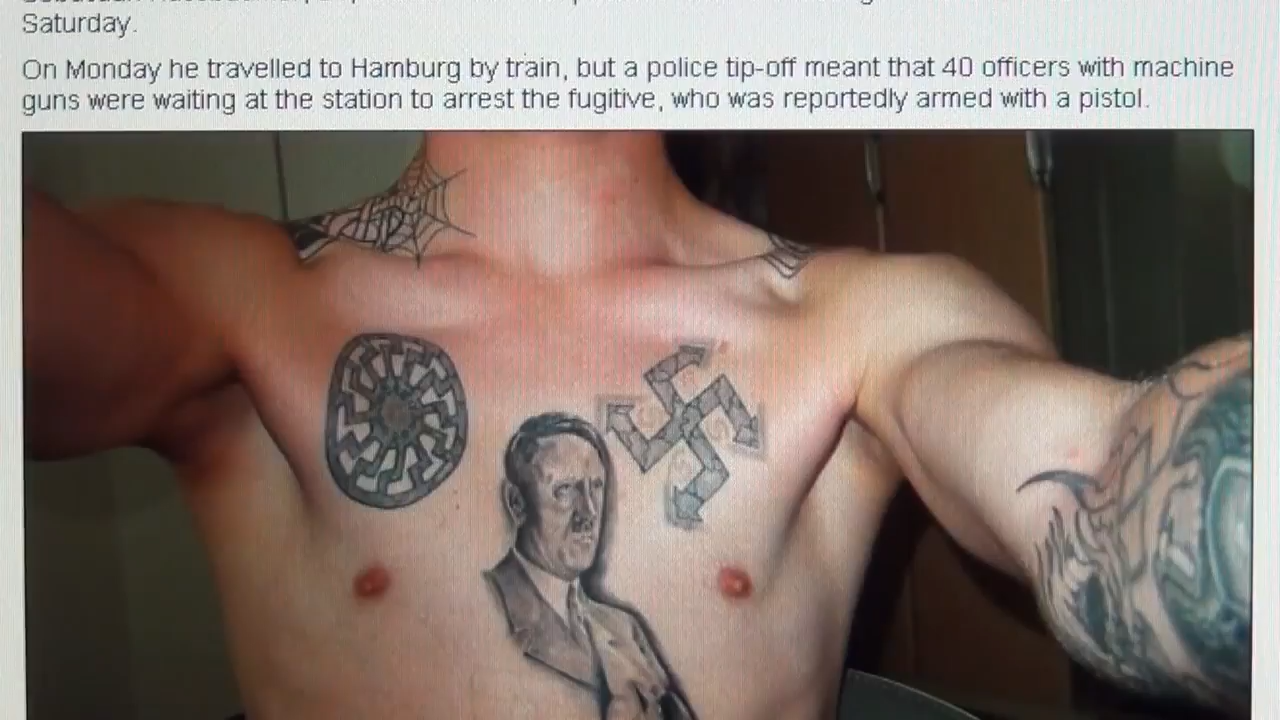 Saturday.
On Monday he travelled to Hamburg by train, but a police tip-off meant that 40 officers with machine
guns were waiting at the station to arrest the fugitive, who was reportedly armed with a pistol.